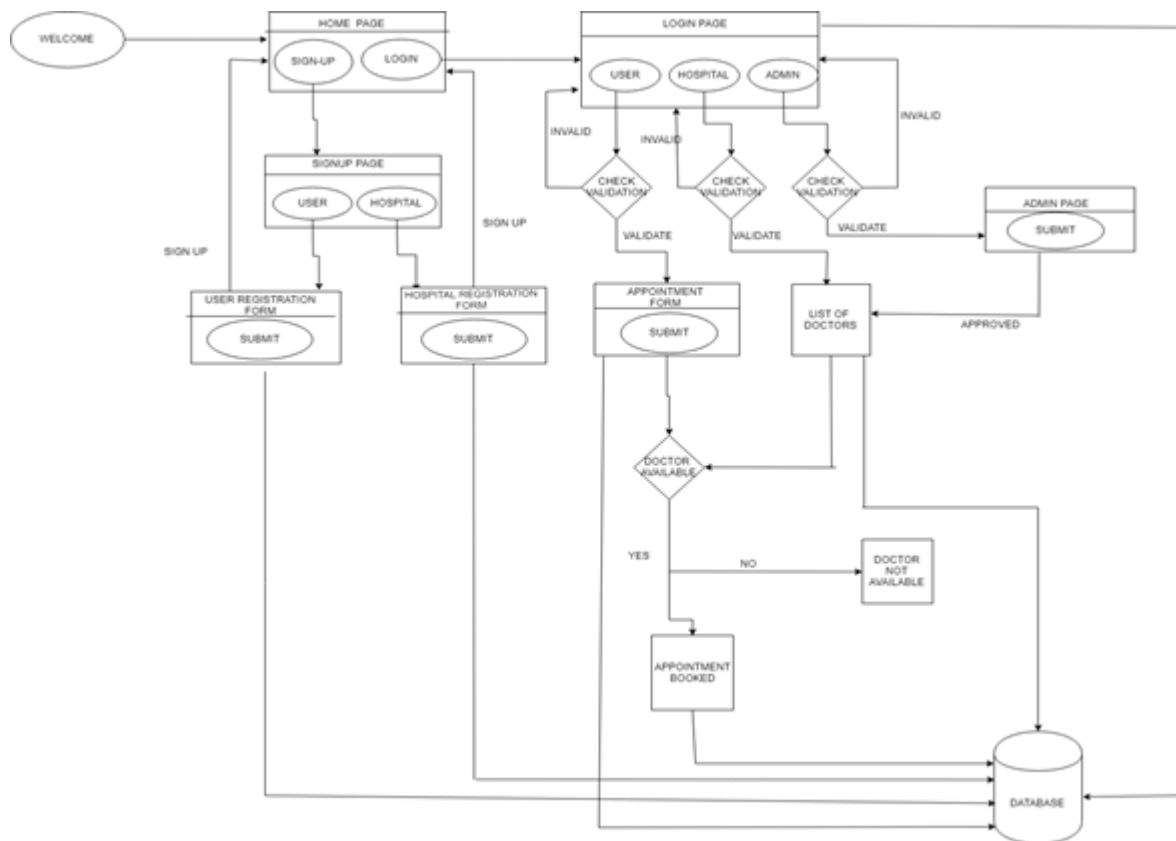 WELCOME
HOME PAGE
SIGN-UP
LOGIN
LOGIN PAGE
USER
HOSPITAL
ADMIN
INVALID
INVALID
INVALID
SIGNUP PAGE
USER
HOSPITAL
CHECK
VALIDATION
CHECK
VALIDATION
CHECK
VALIDATION
ADMIN PAGE
SUBMIT
SIGN UP
SIGN UP
VALIDATE
VALIDATE
VALIDATE
USER REGISTRATION
FORM
SUBMIT
HOSPITAL REGISTRATION
FORM
SUBMIT
APPOINTMENT
FORM
SUBMIT
LIST OF
DOCTORS
APPROVED
DOCTOR
AVAILABLE
YES
NO
DOCTOR
NOT
AVAILABLE
APPOINTMENT
BOOKED
DATABASE